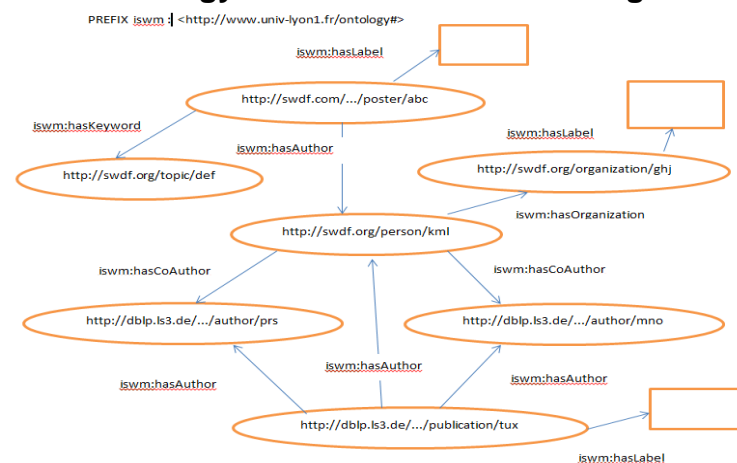 PREFIX iswm : <http://www.univ-lyon1.fr/ontology#>
iswm:hasLabel
http://swdf.com/.../poster/abc
iswm:hasKeyword
iswm:hasAuthor
iswm:hasLabel
http://swdf.org/topic/def
http://swdf.org/organization/ghj
iswm:hasOrganization
http://swdf.org/person/kml
iswm:hasCoAuthor
iswm:hasCoAuthor
http://dblp.ls3.de/.../author/prs
http://dblp.ls3.de/.../author/mno
iswm:hasAuthor
iswm:hasAuthor
iswm:hasAuthor
http://dblp.ls3.de/.../publication/tux
iswm:hasLabel